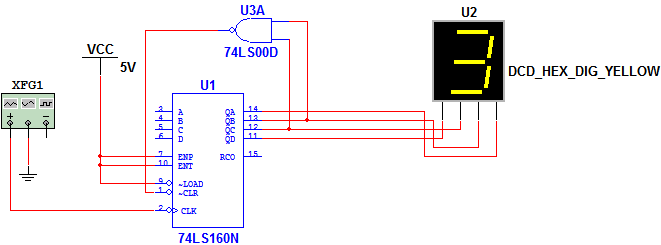 U3A
U2
74LS00D
VCC
5V
DCD_HEX_DIG_YELLOW
XFG1
U1
3 A QA 14
4 B QB 13
5 C QC 12
6 D QD 11
7 ENP RCO 15
10 ENT
9 ~LOAD
1 ~CLR
2 CLK
74LS160N
3